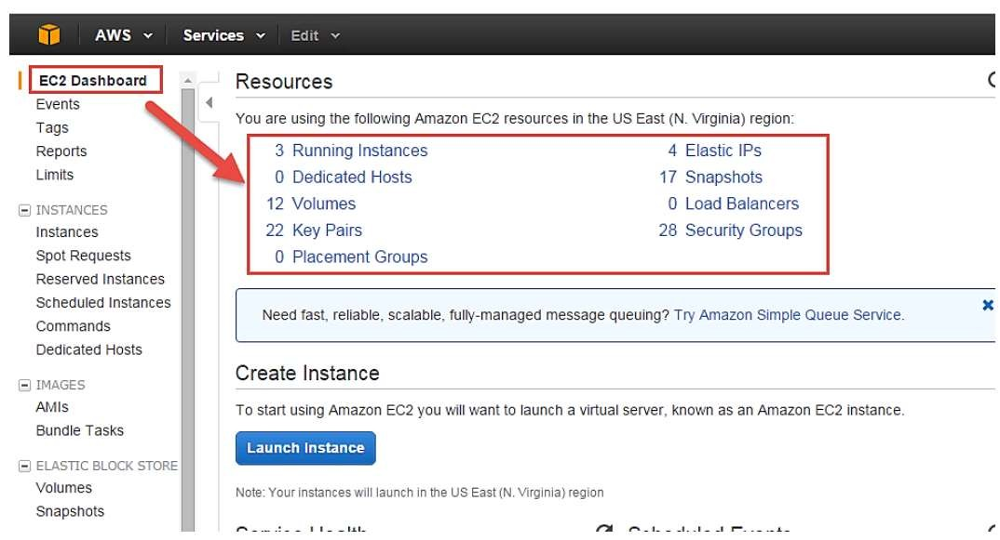 AWS Services Edit
EC2 Dashboard
Events
Tags
Reports
Limits
INSTANCES
Instances
Spot Requests
Reserved Instances
Scheduled Instances
Commands
Dedicated Hosts
IMAGES
AMIs
Bundle Tasks
ELASTIC BLOCK STORE
Volumes
Snapshots
Resources
You are using the following Amazon EC2 resources in the US East (N. Virginia) region:
3 Running Instances
0 Dedicated Hosts
12 Volumes
22 Key Pairs
0 Placement Groups
4 Elastic IPs
17 Snapshots
0 Load Balancers
28 Security Groups
Need fast, reliable, scalable, fully-managed message queuing? Try Amazon Simple Queue Service.
Create Instance
To start using Amazon EC2 you will want to launch a virtual server, known as an Amazon EC2 instance.
Launch Instance
Note: Your instances will launch in the US East (N. Virginia) region
Service Health
Scheduled Events